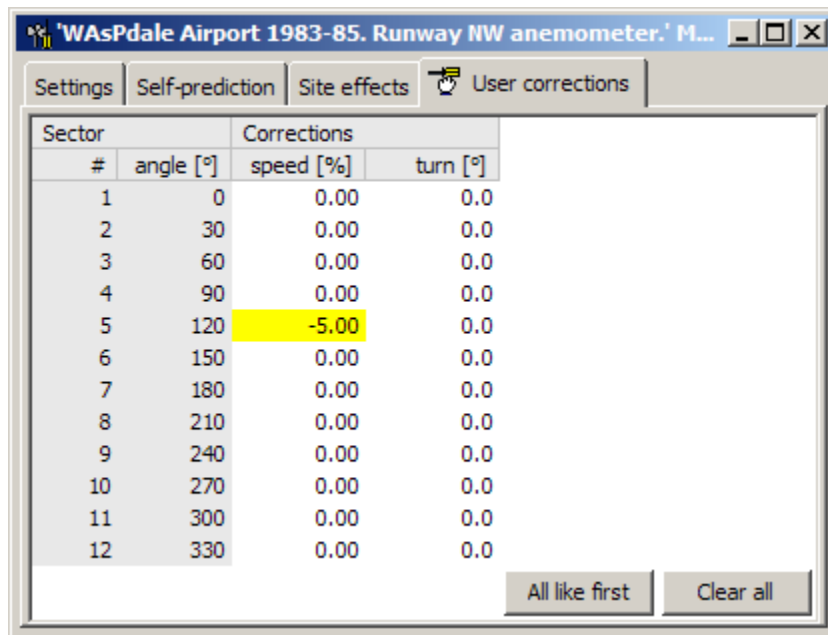 'WAsPdale Airport 1983-85. Runway NW anemometer.' M...
Settings Self-prediction Site effects User corrections
Sector Corrections
# angle [°] speed [%] turn [°]
1 0 0.00 0.0
2 30 0.00 0.0
3 60 0.00 0.0
4 90 0.00 0.0
5 120 -5.00 0.0
6 150 0.00 0.0
7 180 0.00 0.0
8 210 0.00 0.0
9 240 0.00 0.0
10 270 0.00 0.0
11 300 0.00 0.0
12 330 0.00 0.0
All like first Clear all